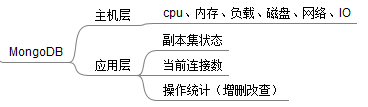 MongoDB
主机层
cpu、内存、负载、磁盘、网络、IO
应用层
副本集状态
当前连接数
操作统计（增删改查）